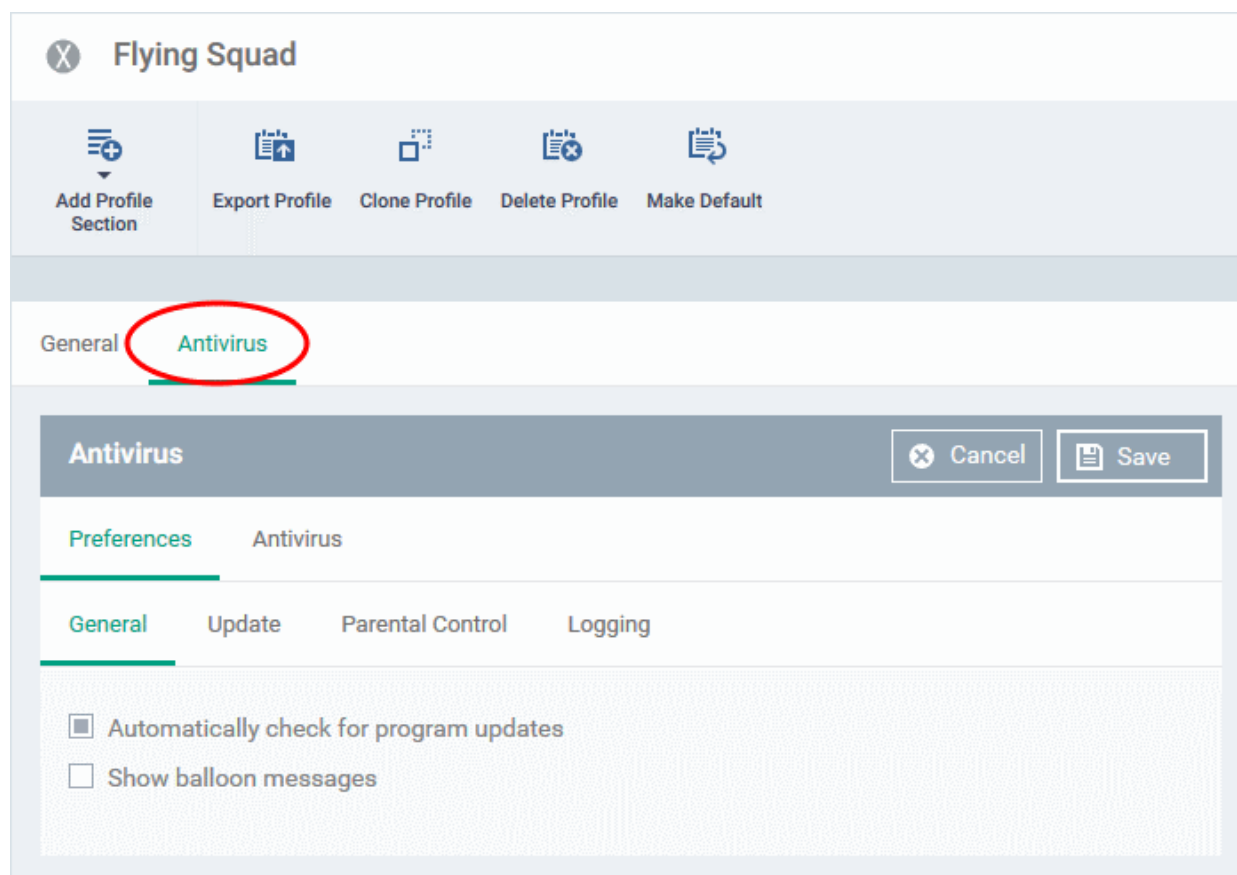 X Flying Squad
Add Profile
Section
Export Profile Clone Profile Delete Profile Make Default
General Antivirus
Antivirus Cancel Save
Preferences Antivirus
General Update Parental Control Logging
Automatically check for program updates
Show balloon messages